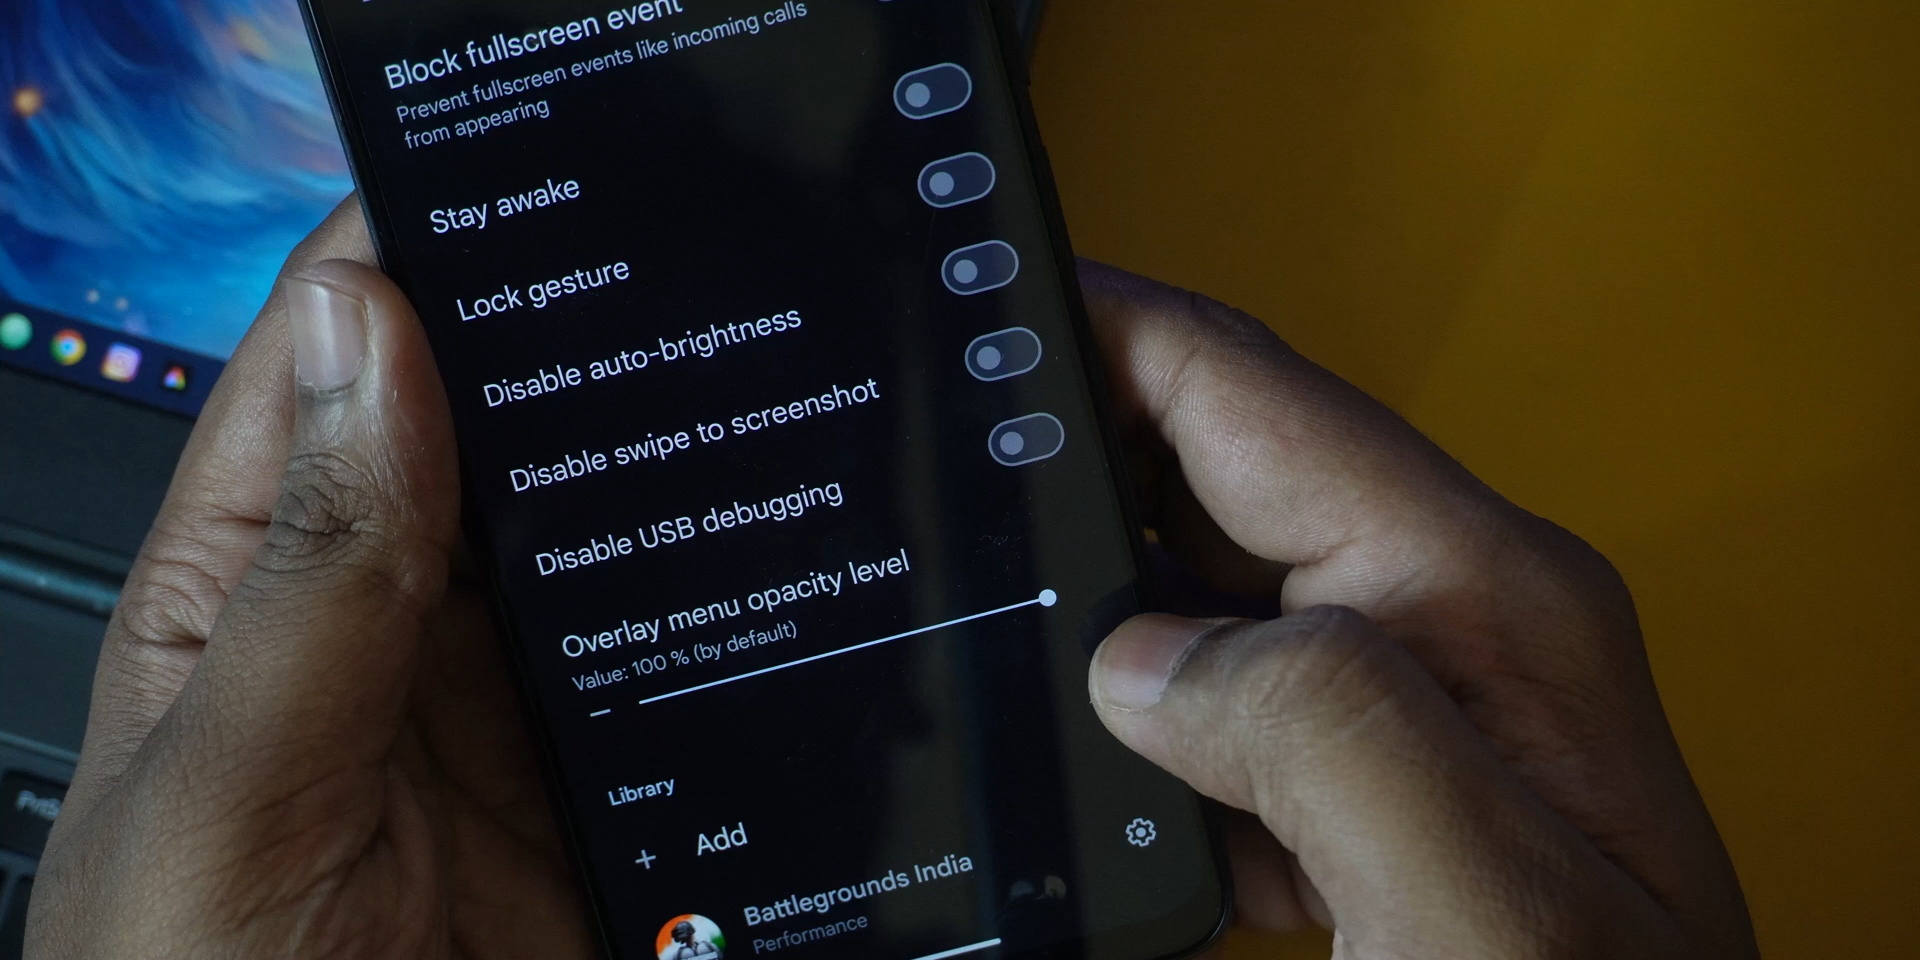 Block fullscreen event
Prevent fullscreen events like incoming calls
from appearing
Stay awake
Lock gesture
Disable auto-brightness
Disable swipe to screenshot
Disable USB debugging
Overlay menu opacity level
Value: 100 % (by default)
Library
+ Add
Battlegrounds India
Performance